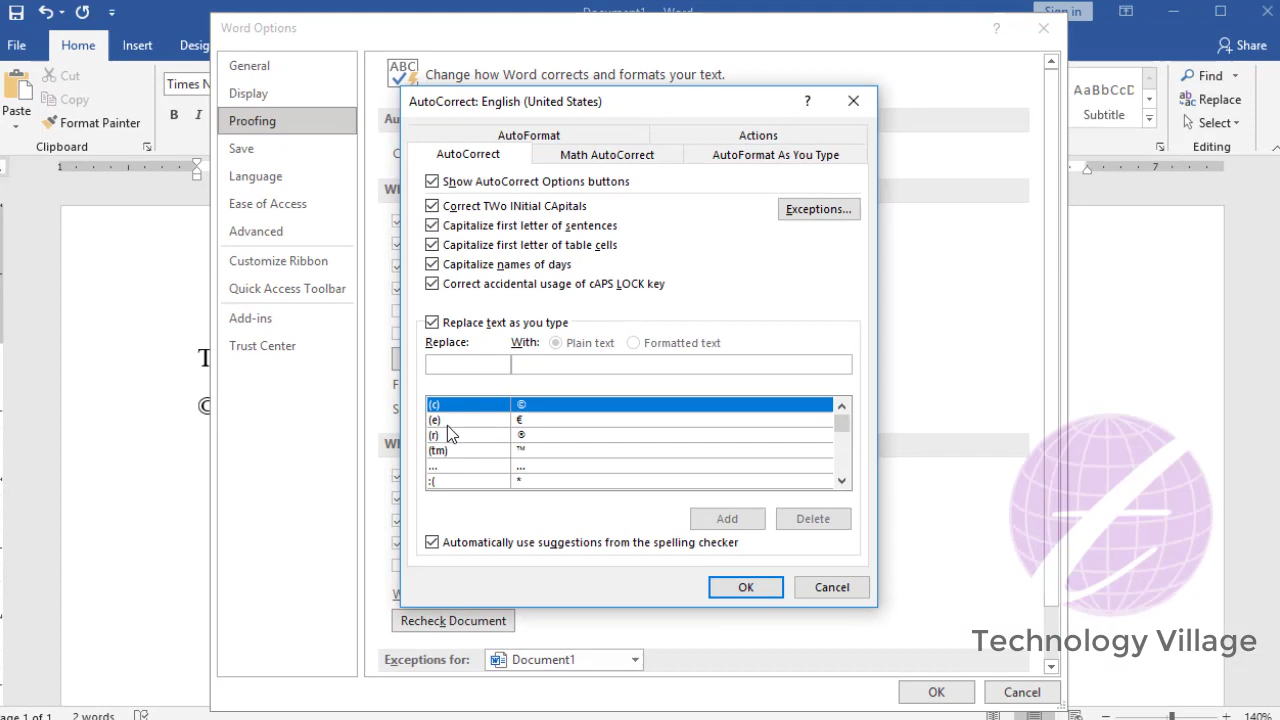 Document1 - Word
Sign in
File
Home
Insert
Desig
Share
Paste
Cut
Copy
Format Painter
Clipboard
Times N
B I
AaBbCcD
Subtitle
Find
Replace
Select
Editing
1
7
Word Options
?
General
Display
Proofing
Save
Language
Ease of Access
Advanced
Customize Ribbon
Quick Access Toolbar
Add-ins
Trust Center
ABC
Change how Word corrects and formats your text.
AutoCorrect: English (United States)
?
AutoFormat
Actions
AutoCorrect
Math AutoCorrect
AutoFormat As You Type
Show AutoCorrect Options buttons
Correct TWo INitial CApitals
Exceptions...
Capitalize first letter of sentences
Capitalize first letter of table cells
Capitalize names of days
Correct accidental usage of cAPS LOCK key
Replace text as you type
Replace:
With:
Plain text
Formatted text
(c) ©
(e) €
(r) ®
(tm) ™
... ...
:( *
Add
Delete
Automatically use suggestions from the spelling checker
OK
Cancel
Recheck Document
Exceptions for:
Document1
OK
Cancel
T
©
Technology Village
age 1 of 1
2 words
140%